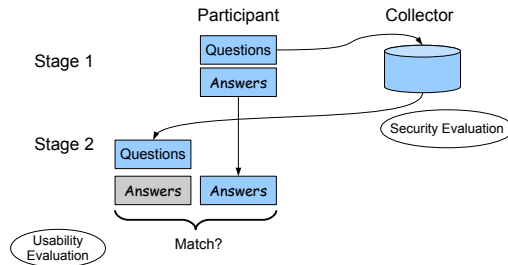 Participant
Collector
Stage 1
Questions
Answers
Security Evaluation
Stage 2
Questions
Answers
Answers
Match?
Usability
Evaluation